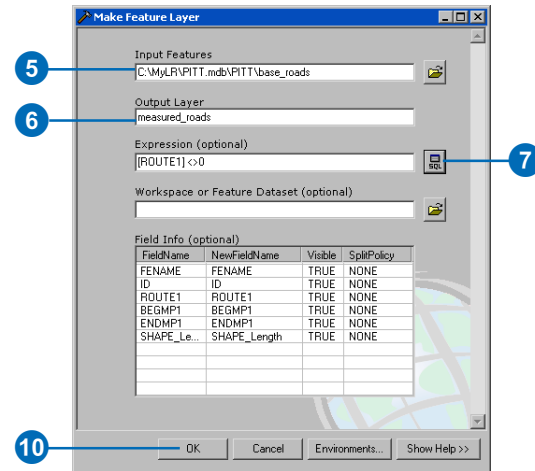 Make Feature Layer
Input Features
5
C:\MyLR\PITT.mdb\PITT\base_roads
Output Layer
6
measured_roads
Expression (optional)
[ROUTE1] <>0
SQL
7
Workspace or Feature Dataset (optional)
Field Info (optional)
FieldName NewFieldName Visible SplitPolicy
FENAME FENAME TRUE NONE
ID ID TRUE NONE
ROUTE1 ROUTE1 TRUE NONE
BEGMP1 BEGMP1 TRUE NONE
ENDMP1 ENDMP1 TRUE NONE
SHAPE_Le... SHAPE_Length TRUE NONE
10
OK Cancel Environments... Show Help >>